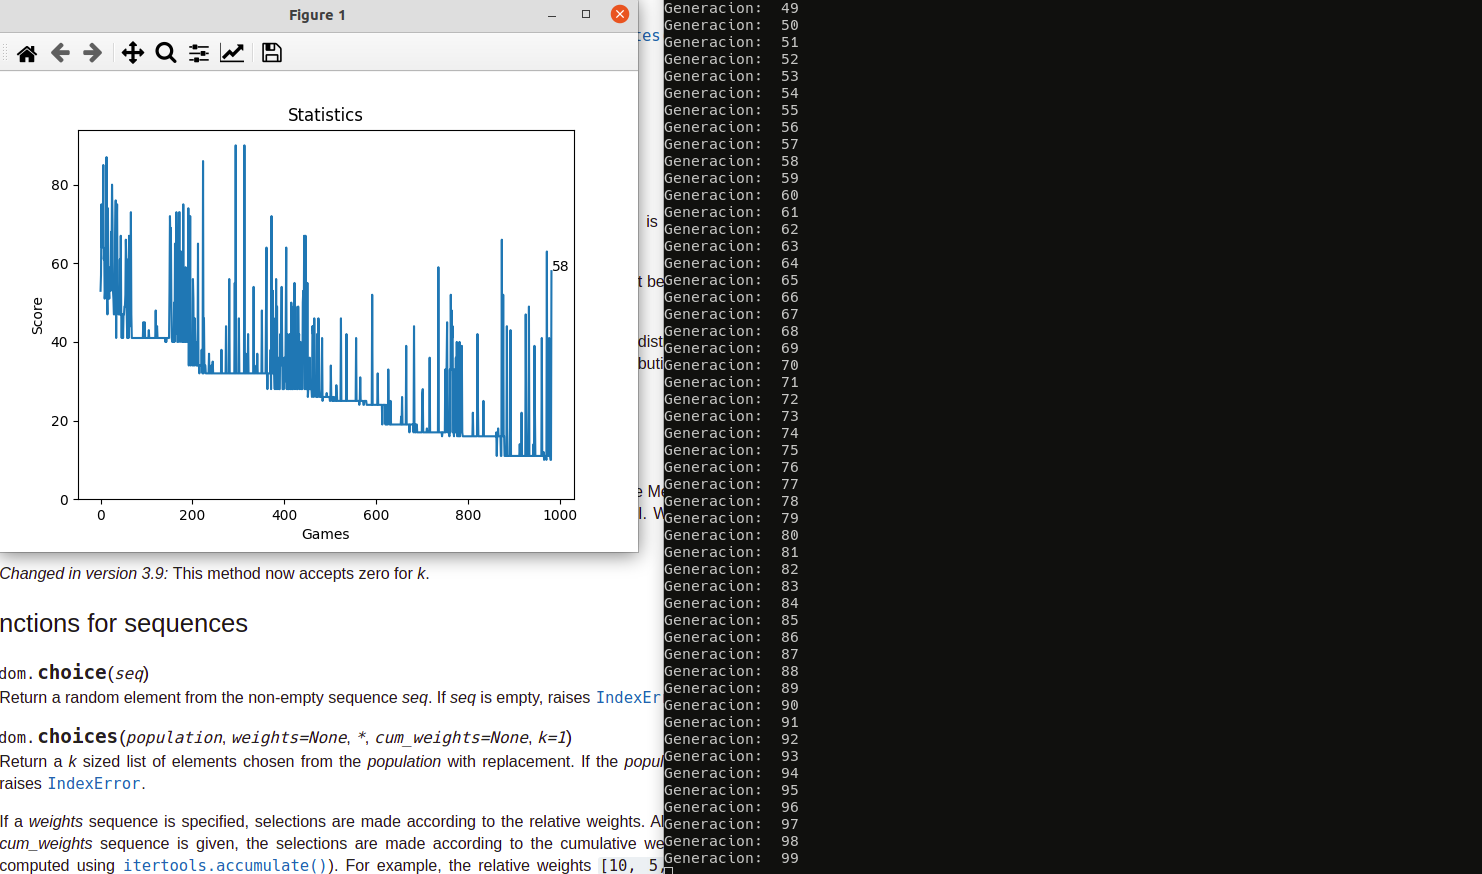 Figure 1
Statistics
Score
80
60
40
20
0
58
0 200 400 600 800 1000
Games
is
t be
dist
buti
e Me
l. W
Changed in version 3.9: This method now accepts zero for k.
nctions for sequences
dom.choice(seq)
Return a random element from the non-empty sequence seq. If seq is empty, raises IndexEr
dom.choices(population, weights=None, *, cum_weights=None, k=1)
Return a k sized list of elements chosen from the population with replacement. If the popul
raises IndexError.
If a weights sequence is specified, selections are made according to the relative weights. Al
cum_weights sequence is given, the selections are made according to the cumulative we
computed using itertools.accumulate()). For example, the relative weights [10, 5,
Generacion: 49
Generacion: 50
Generacion: 51
Generacion: 52
Generacion: 53
Generacion: 54
Generacion: 55
Generacion: 56
Generacion: 57
Generacion: 58
Generacion: 59
Generacion: 60
Generacion: 61
Generacion: 62
Generacion: 63
Generacion: 64
Generacion: 65
Generacion: 66
Generacion: 67
Generacion: 68
Generacion: 69
Generacion: 70
Generacion: 71
Generacion: 72
Generacion: 73
Generacion: 74
Generacion: 75
Generacion: 76
Generacion: 77
Generacion: 78
Generacion: 79
Generacion: 80
Generacion: 81
Generacion: 82
Generacion: 83
Generacion: 84
Generacion: 85
Generacion: 86
Generacion: 87
Generacion: 88
Generacion: 89
Generacion: 90
Generacion: 91
Generacion: 92
Generacion: 93
Generacion: 94
Generacion: 95
Generacion: 96
Generacion: 97
Generacion: 98
Generacion: 99